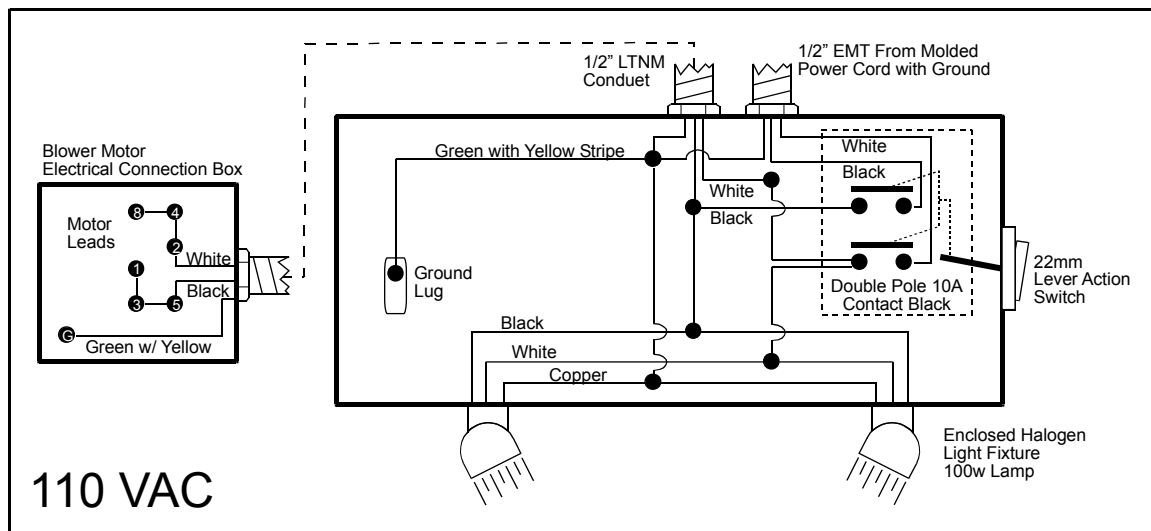 1/2” LTNM
Conduet
1/2” EMT From Molded
Power Cord with Ground
Blower Motor
Electrical Connection Box
Green with Yellow Stripe
White
Black
White
Black
Motor
Leads
8
4
2
1
3
5
White
Black
G
Green w/ Yellow
Ground
Lug
Double Pole 10A
Contact Black
22mm
Lever Action
Switch
Black
White
Copper
Enclosed Halogen
Light Fixture
100w Lamp
110 VAC